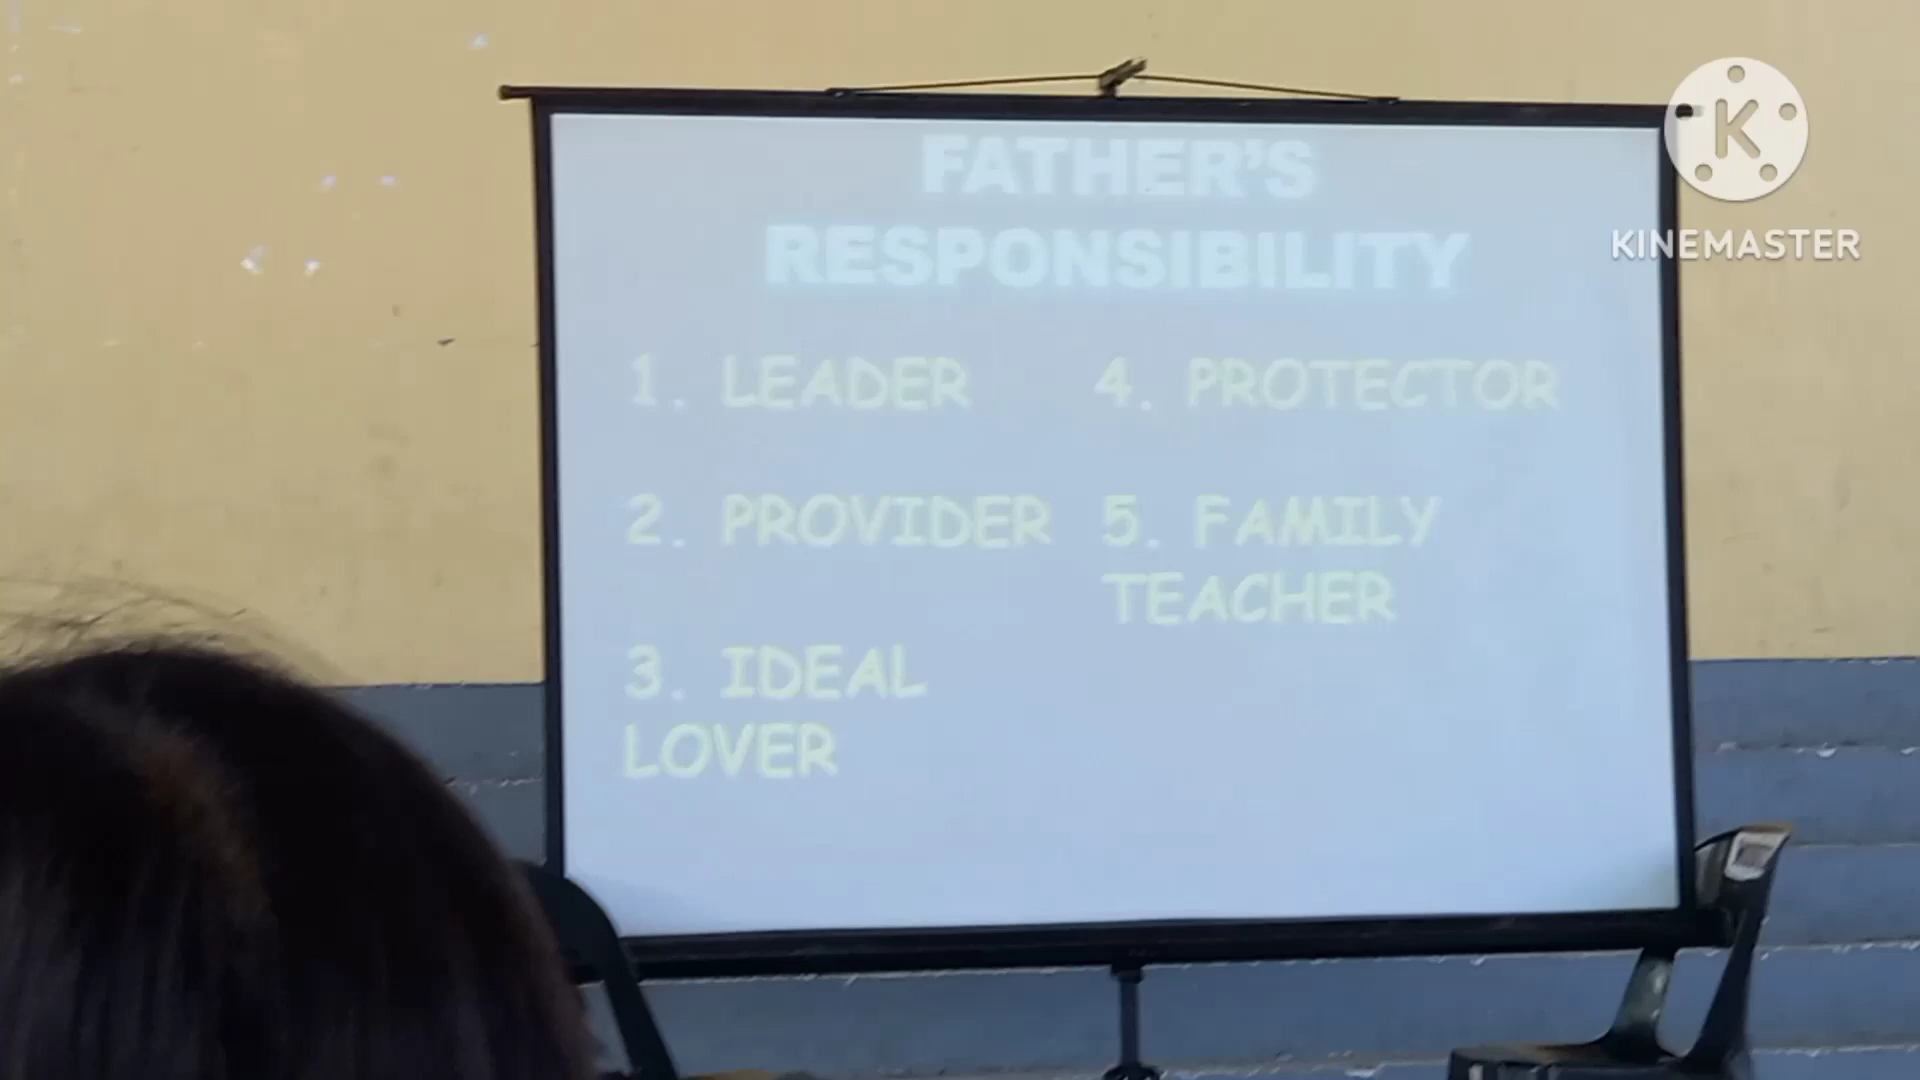 FATHER'S
RESPONSIBILITY
1. LEADER
2. PROVIDER
3. IDEAL
LOVER
4. PROTECTOR
5. FAMILY
TEACHER
K
KINEMASTER